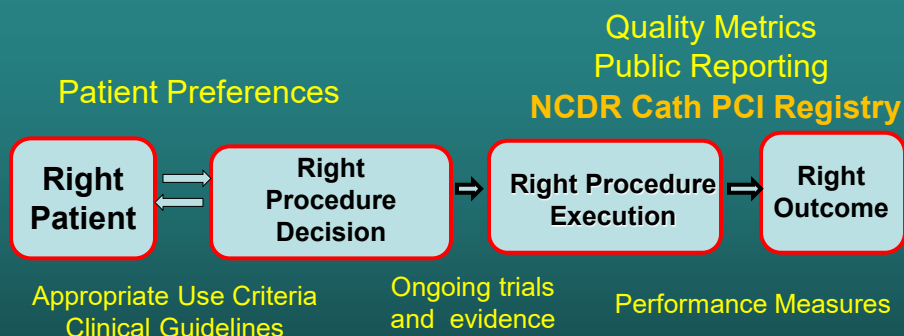 Quality Metrics
Public Reporting
NCDR Cath PCI Registry
Patient Preferences
Right
Patient
Right
Procedure
Decision
Right Procedure
Execution
Right
Outcome
Appropriate Use Criteria
Clinical Guidelines
Ongoing trials
and evidence
Performance Measures